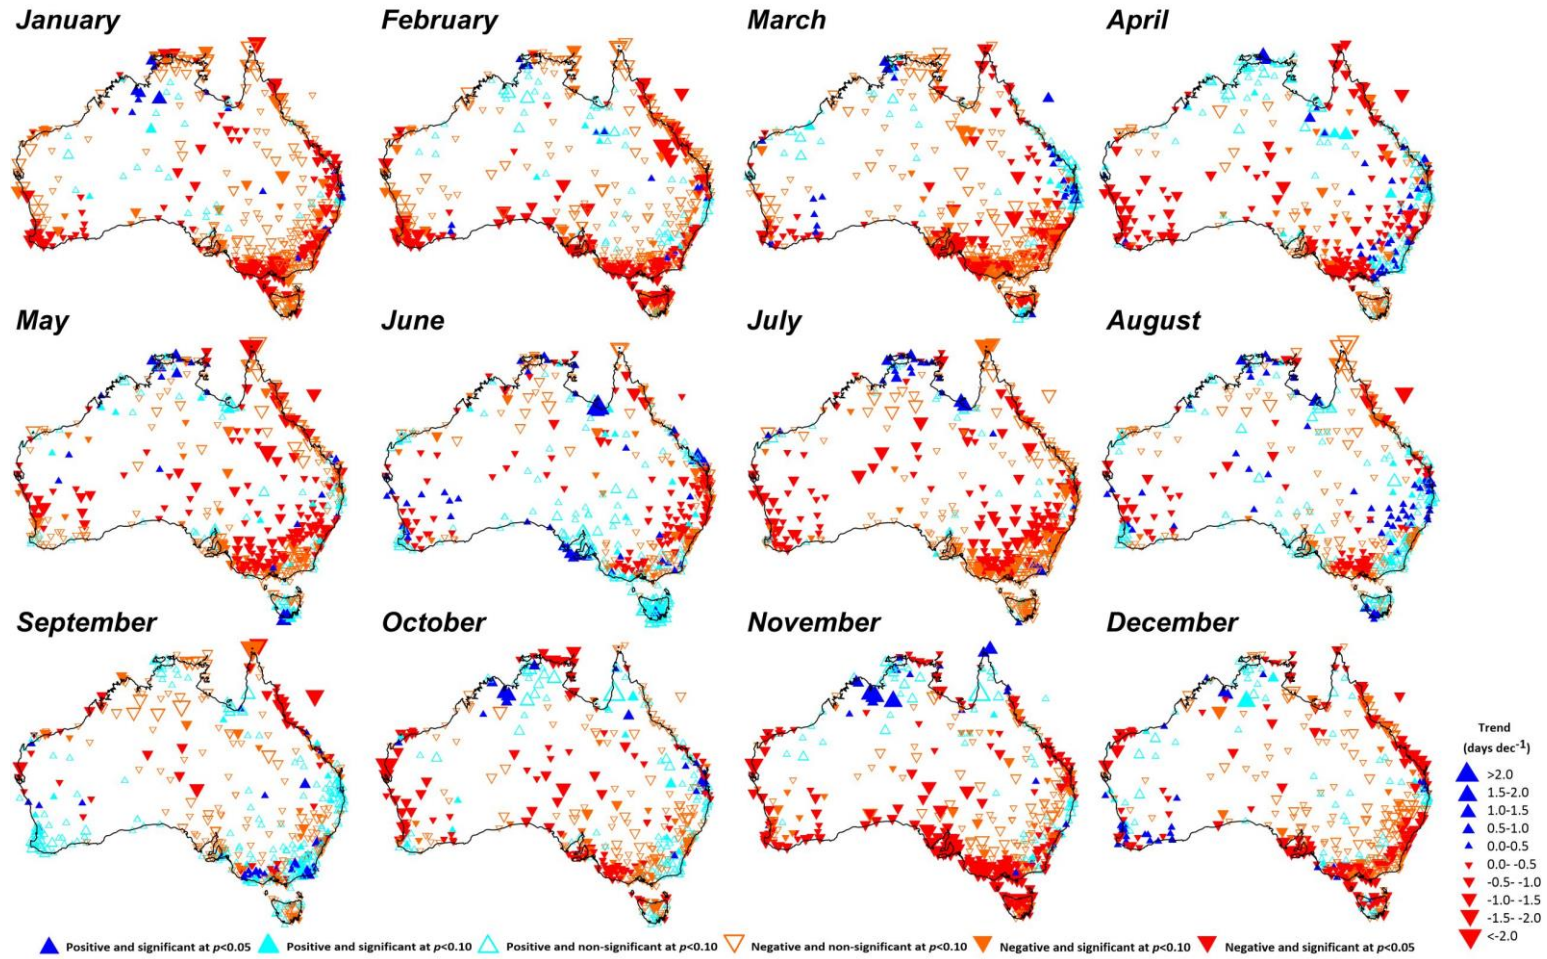 January
February
March
April
May
June
July
August
September
October
November
December
Trend
(days dec-1)
>2.0
1.5-2.0
1.0-1.5
0.5-1.0
0.0-0.5
0.0- -0.5
-0.5- -1.0
-1.0- -1.5
-1.5- -2.0
<-2.0
Positive and significant at p<0.05
Positive and significant at p<0.10
Positive and non-significant at p<0.10
Negative and non-significant at p<0.10
Negative and significant at p<0.10
Negative and significant at p<0.05